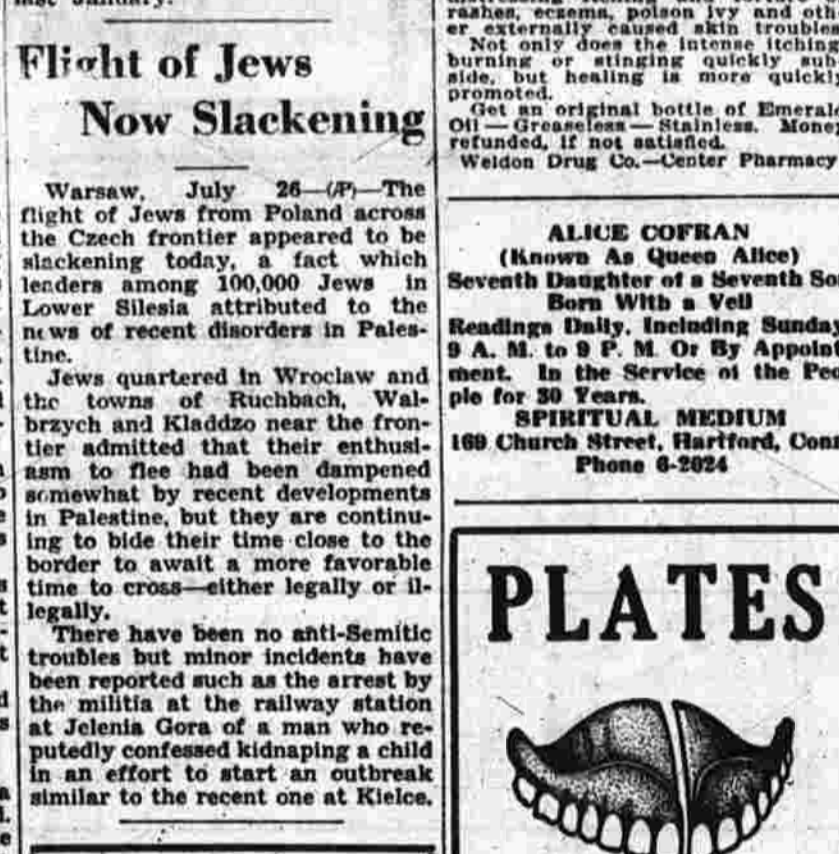 Flight of Jews
Now Slackening
Warsaw, July 26—(AP)—The
flight of Jews from Poland across
the Czech frontier appeared to be
slackening today, a fact which
leaders among 100,000 Jews in
Lower Silesia attributed to the
news of recent disorders in Pales-
tine.
Jews quartered in Wroclaw and
the towns of Ruchbach, Wal-
brzych and Kladdzo near the fron-
tier admitted that their enthusi-
asm to flee had been dampened
somewhat by recent developments
in Palestine, but they are continu-
ing to bide their time close to the
border to await a more favorable
time to cross—either legally or il-
legally.
There have been no anti-Semitic
troubles but minor incidents have
been reported such as the arrest by
the militia at the railway station
at Jelenia Gora of a man who re-
putedly confessed kidnaping a child
in an effort to start an outbreak
similar to the recent one at Kielce.
rashes, eczema, poison ivy and oth
er externally caused skin troubles
Not only does the intense itching
burning or stinging quickly sub
side, but healing is more quickl
promoted.
Get an original bottle of Emeral
Oil — Greaseless — Stainless. Mone
refunded, if not satisfied.
Weldon Drug Co.—Center Pharmacy
ALICE COFRAN
(Known As Queen Alice)
Seventh Daughter of a Seventh So
Born With a Veil
Readings Daily, Including Sunda
9 A. M. to 9 P. M. Or By Appoint
ment. In the Service of the Peo
ple for 30 Years.
SPIRITUAL MEDIUM
169 Church Street, Hartford, Con
Phone 6-2024
PLATES